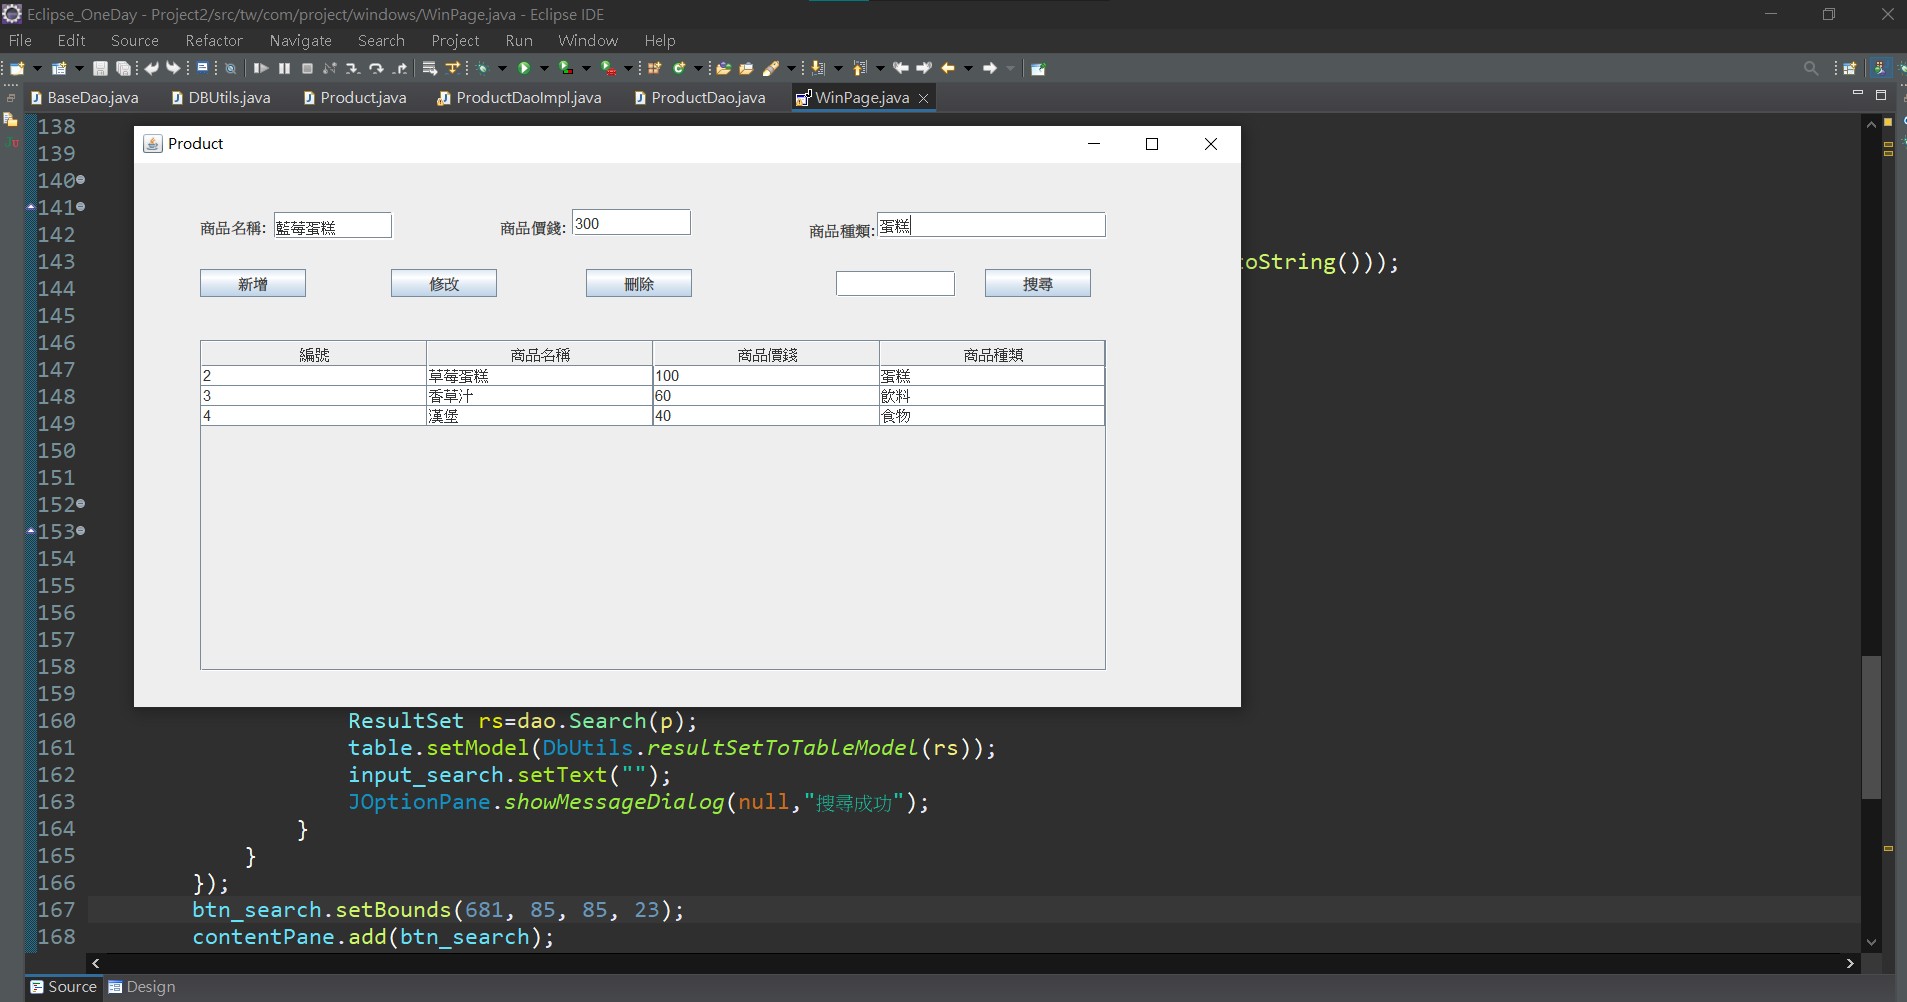 Eclipse_OneDay - Project2/src/tw/com/project/windows/WinPage.java - Eclipse IDE
File Edit Source Refactor Navigate Search Project Run Window Help
BaseDao.java DBUtils.java Product.java ProductDaoImpl.java ProductDao.java WinPage.java
138
Product
139
140
141
商品名稱: 藍莓蛋糕 商品價錢: 300 商品種類: 蛋糕
142
143 toString()));
新增 修改 刪除 搜尋
144
145
146
編號 商品名稱 商品價錢 商品種類
147
2 草莓蛋糕 100 蛋糕
148
3 香草汁 60 飲料
149
4 漢堡 40 食物
150
151
152
153
154
155
156
157
158
159
160 ResultSet rs=dao.Search(p);
161 table.setModel(DbUtils.resultSetToTableModel(rs));
162 input_search.setText("");
163 JOptionPane.showMessageDialog(null,"搜尋成功");
164 }
165 }
166 });
167 btn_search.setBounds(681, 85, 85, 23);
168 contentPane.add(btn_search);
Source Design